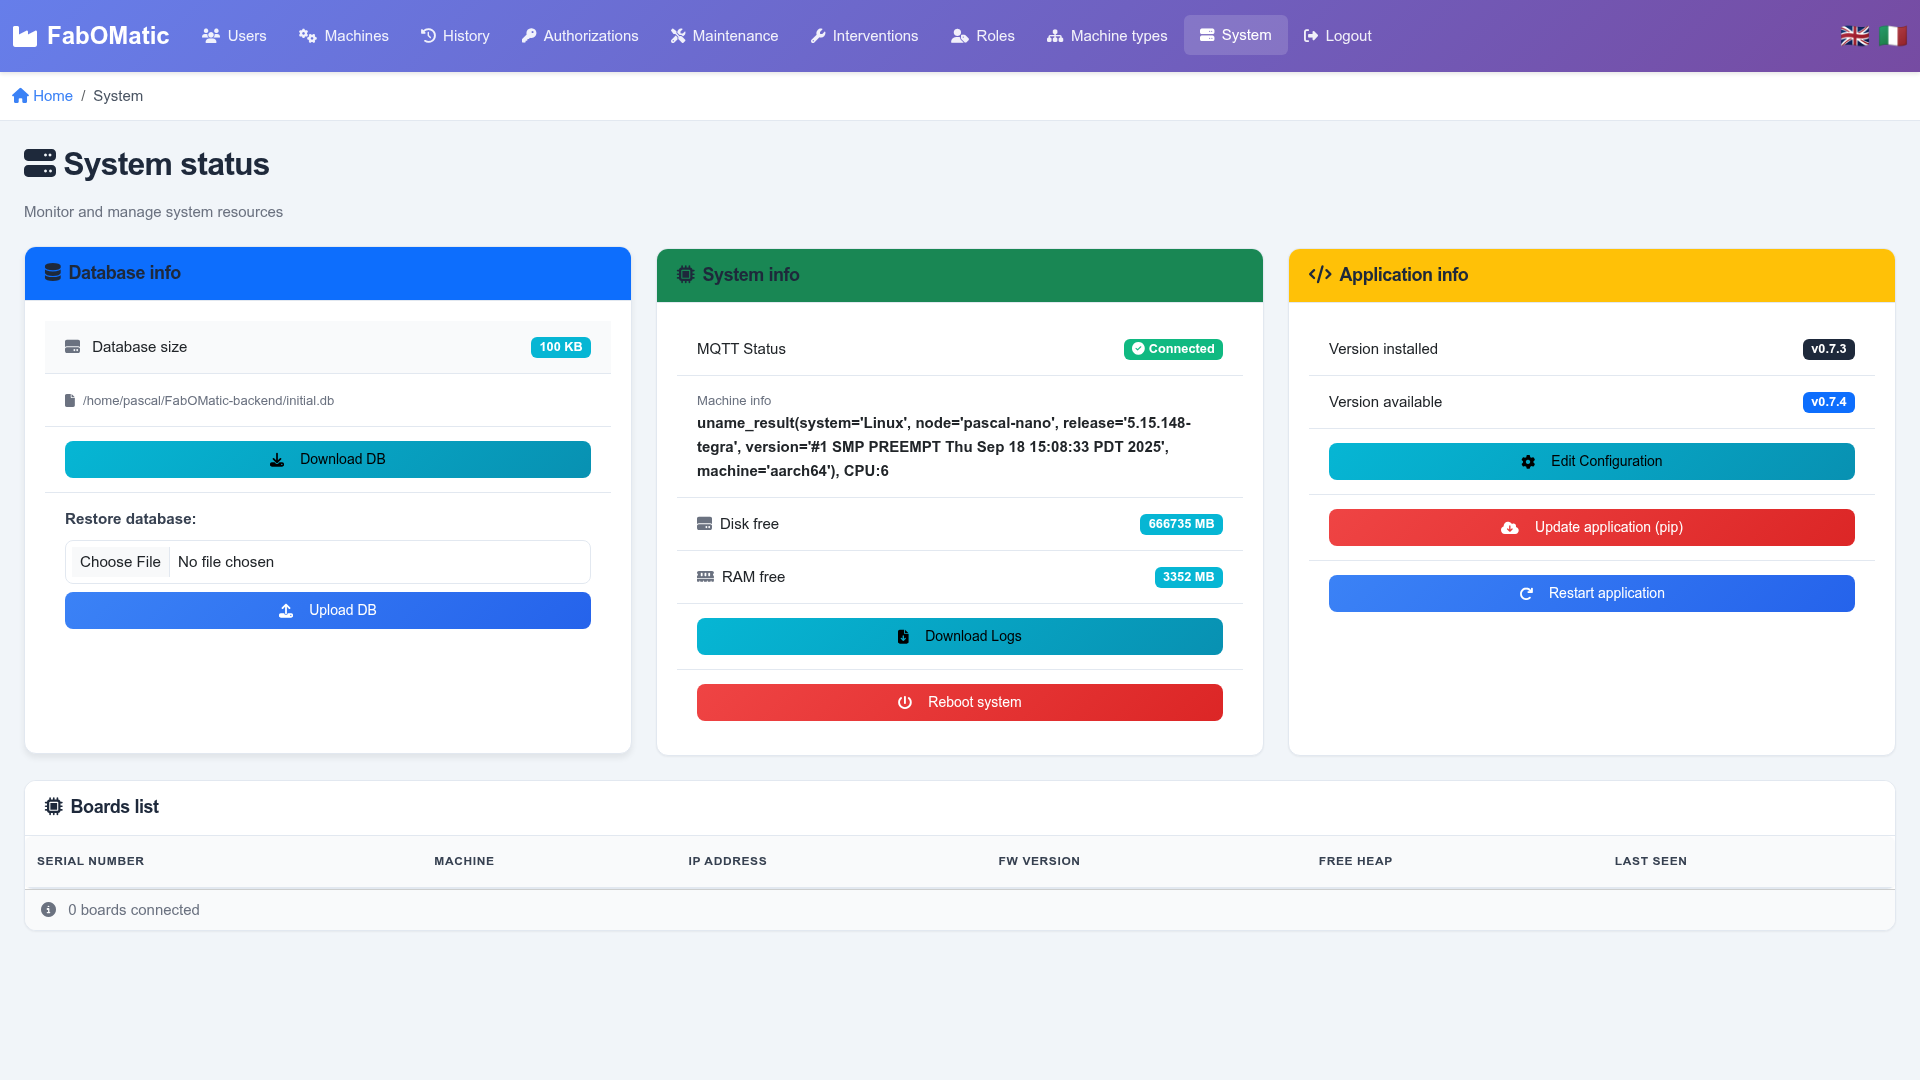 FabOMatic
Users
Machines
History
Authorizations
Maintenance
Interventions
Roles
Machine types
System
Logout
Home / System
System status
Monitor and manage system resources
Database info
Database size
100 KB
/home/pascal/FabOMatic-backend/initial.db
Download DB
Restore database:
Choose File No file chosen
Upload DB
System info
MQTT Status
Connected
Machine info
uname_result(system='Linux', node='pascal-nano', release='5.15.148-
tegra', version='#1 SMP PREEMPT Thu Sep 18 15:08:33 PDT 2025',
machine='aarch64'), CPU:6
Disk free
666735 MB
RAM free
3352 MB
Download Logs
Reboot system
Application info
Version installed
v0.7.3
Version available
v0.7.4
Edit Configuration
Update application (pip)
Restart application
Boards list
SERIAL NUMBER
MACHINE
IP ADDRESS
FW VERSION
FREE HEAP
LAST SEEN
0 boards connected